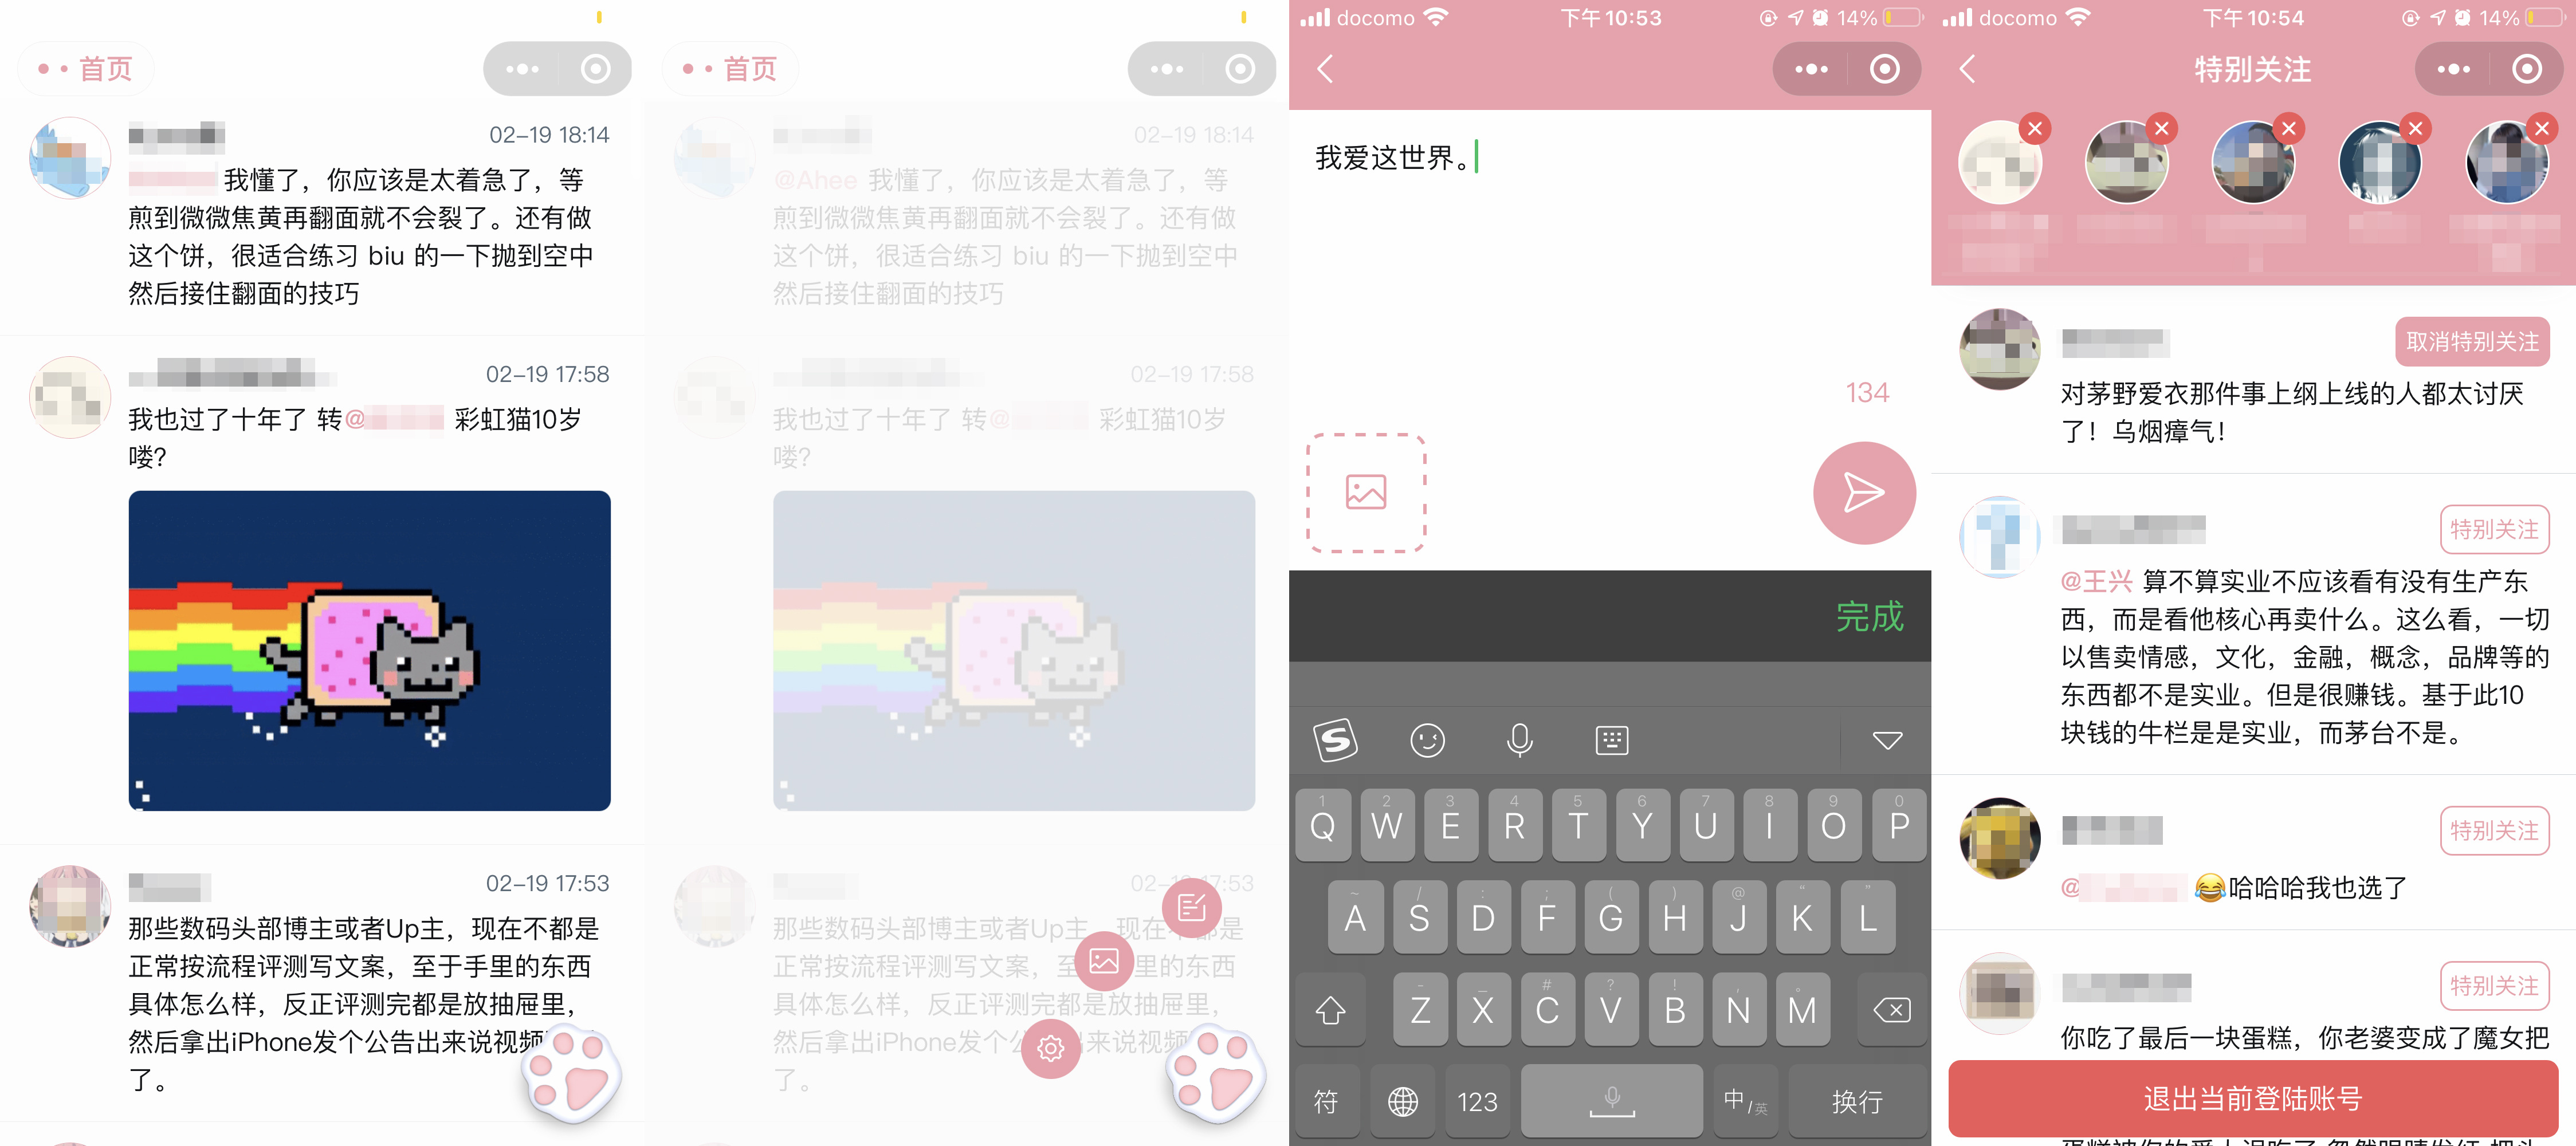 首页
02-19 18:14
我懂了，你应该是太着急了，等
煎到微微焦黄再翻面就不会裂了。还有做
这个饼，很适合练习 biu 的一下抛到空中
然后接住翻面的技巧
02-19 17:58
我也过了十年了 转@ 彩虹猫10岁
喽？
02-19 17:53
那些数码头部博主或者Up主，现在不都是
正常按流程评测写文案，至于手里的东西
具体怎么样，反正评测完都是放抽屉里，
然后拿出iPhone发个公告出来说视频
了。
首页
02-19 18:14
@Ahee 我懂了，你应该是太着急了，等
煎到微微焦黄再翻面就不会裂了。还有做
这个饼，很适合练习 biu 的一下抛到空中
然后接住翻面的技巧
02-19 17:58
我也过了十年了 转@ 彩虹猫10岁
喽？
02-19 17:53
那些数码头部博主或者Up主，现在不都是
正常按流程评测写文案，至 里的东西
具体怎么样，反正评测完都是放抽屉里，
然后拿出iPhone发个公 来说视频
了。
docomo 下午10:53 14%
我爱这世界。
134
完成
1 2 3 4 5 6 7 8 9 0
Q W E R T Y U I O P
~ / : ; ( ) @ “ ”
A S D F G H J K L
- _ # ? ! , 。
Z X C V B N M
符 123 中/英 换行
docomo 下午10:54 14%
特别关注
取消特别关注
对茅野爱衣那件事上纲上线的人都太讨厌
了！乌烟瘴气！
特别关注
@王兴 算不算实业不应该看有没有生产东
西，而是看他核心再卖什么。这么看，一切
以售卖情感，文化，金融，概念，品牌等的
东西都不是实业。但是很赚钱。基于此10
块钱的牛栏是是实业，而茅台不是。
特别关注
@ 😂哈哈哈我也选了
特别关注
你吃了最后一块蛋糕，你老婆变成了魔女把
退出当前登陆账号